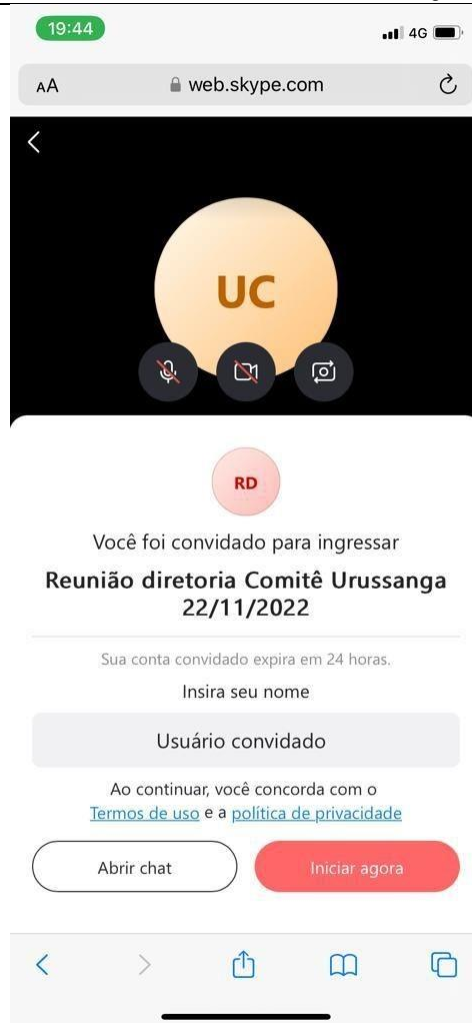 19:44
4G
AA
web.skype.com
UC
RD
Você foi convidado para ingressar
Reunião diretoria Comitê Urussanga
22/11/2022
Sua conta convidado expira em 24 horas.
Insira seu nome
Usuário convidado
Ao continuar, você concorda com o
Termos de uso e a política de privacidade
Abrir chat
Iniciar agora